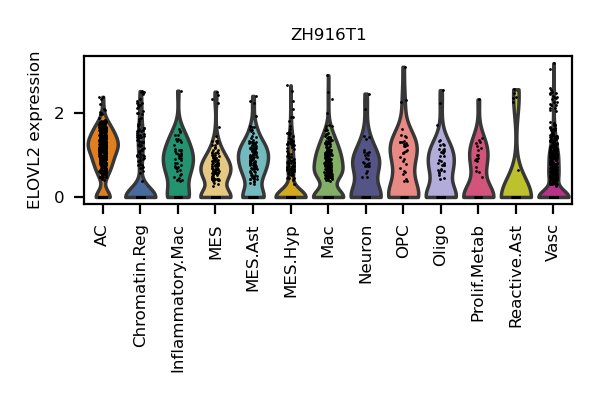 ZH916T1
ELOVL2 expression
2
0
AC
Chromatin.Reg
Inflammatory.Mac
MES
MES.Ast
MES.Hyp
Mac
Neuron
OPC
Oligo
Prolif.Metab
Reactive.Ast
Vasc